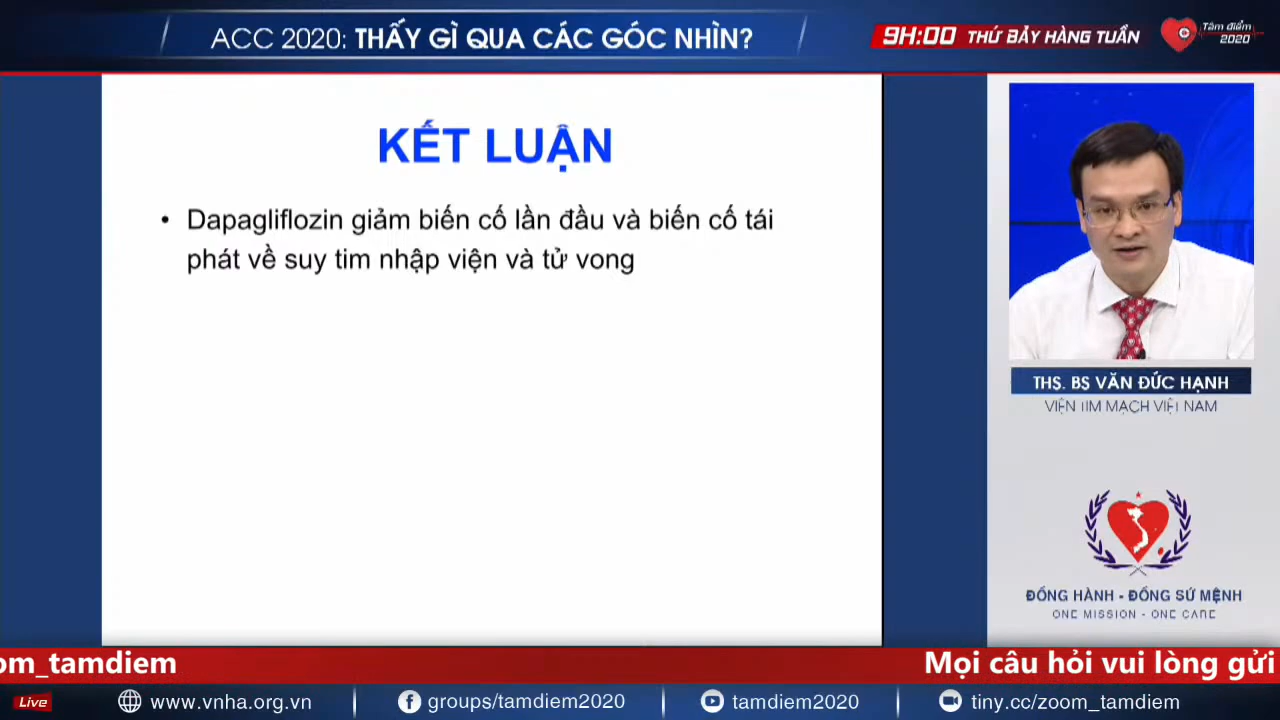 ACC 2020: THẤY GÌ QUA CÁC GÓC NHÌN?
9H:00 THỨ BẢY HÀNG TUẦN
Tâm điểm
2020
KẾT LUẬN
• Dapagliflozin giảm biến cố lần đầu và biến cố tái
phát về suy tim nhập viện và tử vong
THS. BS VĂN ĐỨC HẠNH
VIỆN TIM MẠCH VIỆT NAM
ĐỒNG HÀNH - ĐỒNG SỨ MỆNH
ONE MISSION - ONE CARE
om_tamdiem
Mọi câu hỏi vui lòng gửi
Live
www.vnha.org.vn
groups/tamdiem2020
tamdiem2020
tiny.cc/zoom_tamdiem